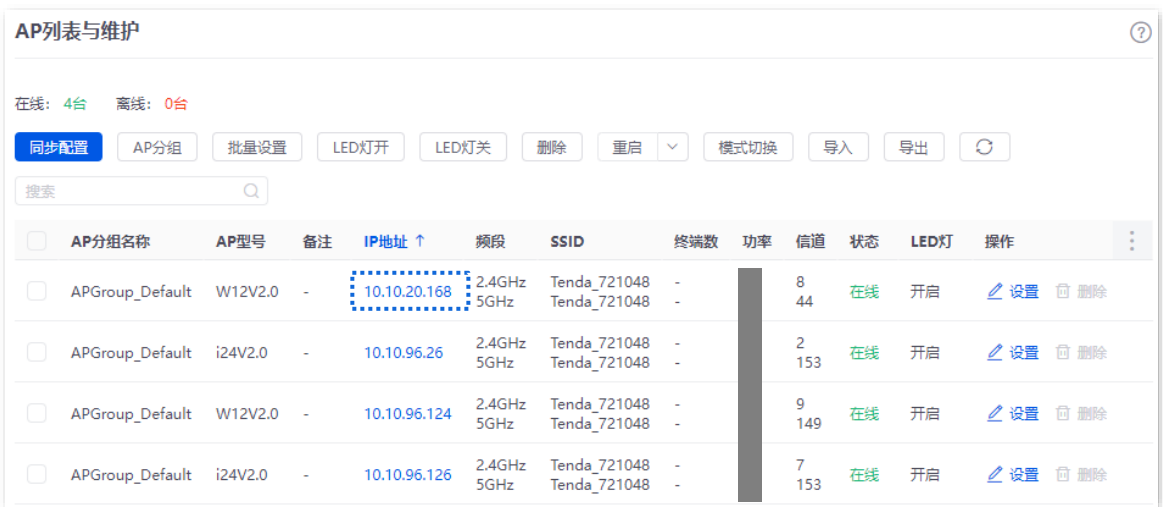 AP列表与维护
在线： 4台 离线： 0台
同步配置 AP分组 批量设置 LED灯开 LED灯关 删除 重启 模式切换 导入 导出
搜索
AP分组名称 AP型号 备注 IP地址 ↑ 频段 SSID 终端数 功率 信道 状态 LED灯 操作
APGroup_Default W12V2.0 - 10.10.20.168 2.4GHz Tenda_721048 - 8 在线 开启 设置 删除
5GHz Tenda_721048 - 44
APGroup_Default i24V2.0 - 10.10.96.26 2.4GHz Tenda_721048 - 2 在线 开启 设置 删除
5GHz Tenda_721048 - 153
APGroup_Default W12V2.0 - 10.10.96.124 2.4GHz Tenda_721048 - 9 在线 开启 设置 删除
5GHz Tenda_721048 - 149
APGroup_Default i24V2.0 - 10.10.96.126 2.4GHz Tenda_721048 - 7 在线 开启 设置 删除
5GHz Tenda_721048 - 153